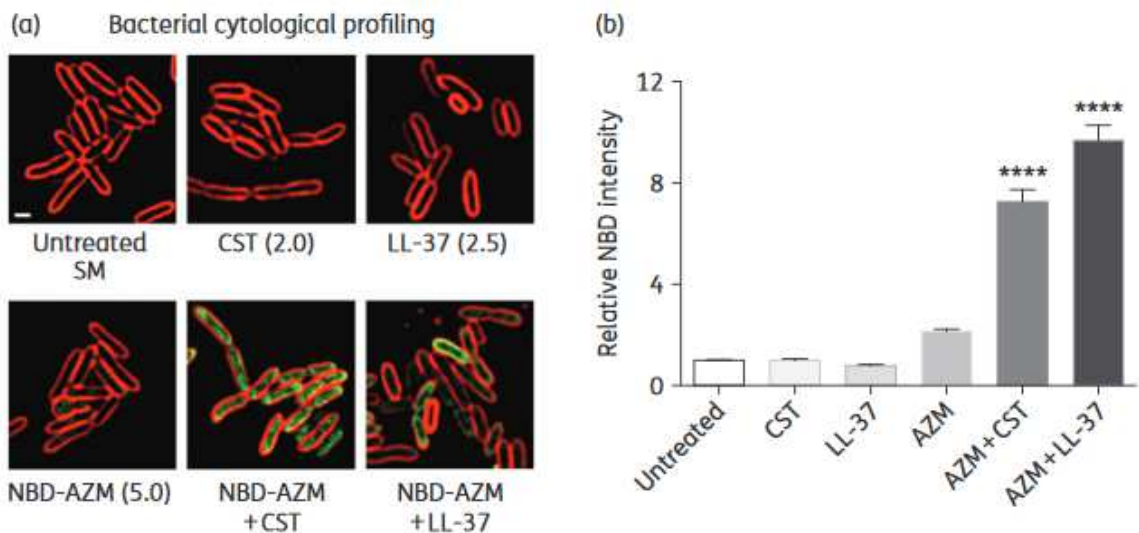 (a) Bacterial cytological profiling
Untreated
SM
CST (2.0)
LL-37 (2.5)
NBD-AZM (5.0)
NBD-AZM
+CST
NBD-AZM
+LL-37
(b)
Relative NBD intensity
12
8
4
0
****
****
Untreated
CST
LL-37
AZM
AZM+CST
AZM+LL-37